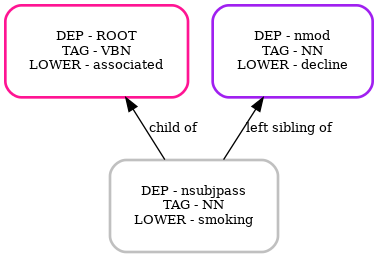 DEP - ROOT
TAG - VBN
LOWER - associated
DEP - nmod
TAG - NN
LOWER - decline
child of
left sibling of
DEP - nsubjpass
TAG - NN
LOWER - smoking